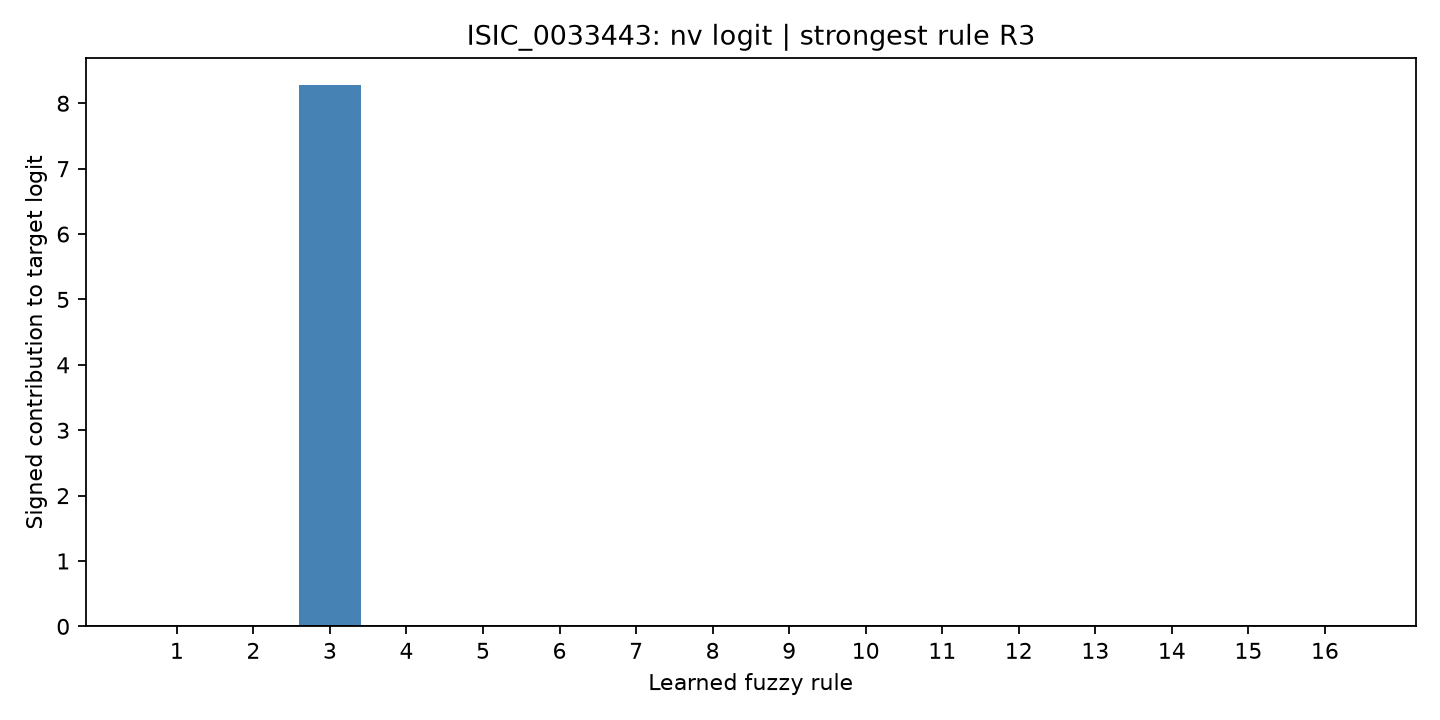 ISIC_0033443: nv logit | strongest rule R3
Signed contribution to target logit
8
7
6
5
4
3
2
1
0
1 2 3 4 5 6 7 8 9 10 11 12 13 14 15 16
Learned fuzzy rule